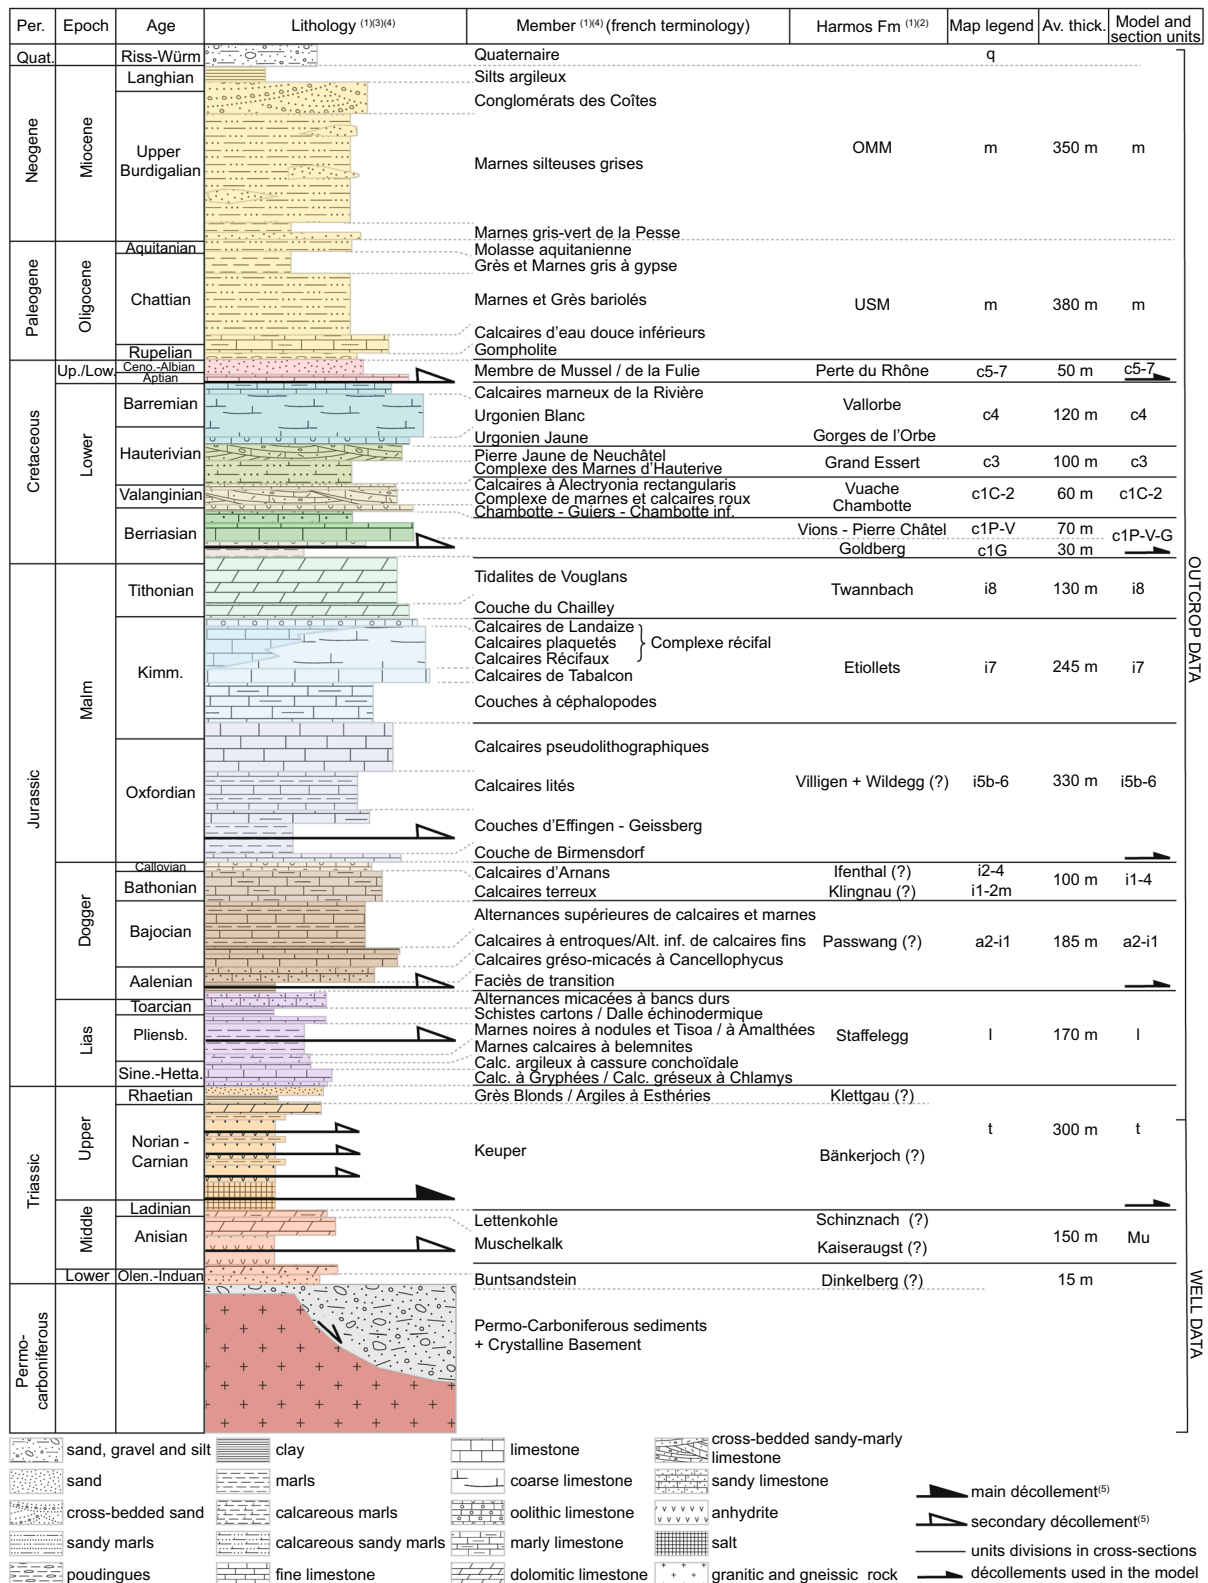 Per. Epoch Age Lithology (1)(3)(4) Member (1)(4) (french terminology) Harmos Fm (1)(2) Map legend Av. thick. Model and section units
Quat. Riss-Würm Quaternaire q
Neogene Miocene Langhian Silts argileux
Conglomérats des Coîtes
Upper Burdigalian Marnes silteuses grises OMM m 350 m m
Marnes gris-vert de la Pesse
Paleogene Oligocene Aquitanian Molasse aquitanienne
Grès et Marnes gris à gypse
Chattian Marnes et Grès bariolés USM m 380 m m
Calcaires d'eau douce inférieurs
Rupelian Gompholite
Cretaceous Up./Low. Ceno.-Albian Membre de Mussel / de la Fulie Perte du Rhône c5-7 50 m c5-7
Aptian
Lower Barremian Calcaires marneux de la Rivière Vallorbe
Urgonien Blanc c4 120 m c4
Urgonien Jaune Gorges de l'Orbe
Hauterivian Pierre Jaune de Neuchâtel
Complexe des Marnes d'Hauterive Grand Essert c3 100 m c3
Calcaires à Alectryonia rectangularis
Valanginian Complexe de marnes et calcaires roux Vuache Chambotte c1C-2 60 m c1C-2
Chambotte - Guiers - Chambotte inf.
Berriasian Vions - Pierre Châtel c1P-V 70 m c1P-V-G
Goldberg c1G 30 m
Jurassic Malm Tithonian Tidalites de Vouglans Twannbach i8 130 m i8
Couche du Chailley
Kimm. Calcaires de Landaize
Calcaires plaquetés Complexe récifal
Calcaires Récifaux
Calcaires de Tabalcon Etiollets i7 245 m i7
Couches à céphalopodes
Oxfordian Calcaires pseudolithographiques
Calcaires lités Villigen + Wildegg (?) i5b-6 330 m i5b-6
Couches d'Effingen - Geissberg
Couche de Birmensdorf
Dogger Callovian Calcaires d'Arnans Ifenthal (?) i2-4 100 m i1-4
Bathonian Calcaires terreux Klingnau (?) i1-2m
Bajocian Alternances supérieures de calcaires et marnes
Calcaires à entroques/Alt. inf. de calcaires fins Passwang (?) a2-i1 185 m a2-i1
Calcaires gréso-micacés à Cancellophycus
Aalenian Faciès de transition
Lias Toarcian Alternances micacées à bancs durs
Schistes cartons / Dalle échinodermique
Pliensb. Marnes noires à nodules et Tisoa / à Amalthées Staffelegg l 170 m l
Marnes calcaires à belemnites
Sine.-Hetta. Calc. argileux à cassure conchoïdale
Calc. à Gryphées / Calc. gréseux à Chlamys
Triassic Upper Rhaetian Grès Blonds / Argiles à Esthéries Klettgau (?)
t 300 m t
Norian - Carnian Keuper Bänkerjoch (?)
Middle Ladinian Lettenkohle Schinznach (?)
Anisian Muschelkalk Kaiseraugst (?) 150 m Mu
Lower Olen.-Induan Buntsandstein Dinkelberg (?) 15 m
Permo-carboniferous Permo-Carboniferous sediments
+ Crystalline Basement
OUTCROP DATA
WELL DATA
sand, gravel and silt clay limestone cross-bedded sandy-marly limestone
sand marls coarse limestone sandy limestone
cross-bedded sand calcareous marls oolithic limestone anhydrite
sandy marls calcareous sandy marls marly limestone salt
poudingues fine limestone dolomitic limestone granitic and gneissic rock
main décollement(5)
secondary décollement(5)
units divisions in cross-sections
décollements used in the model